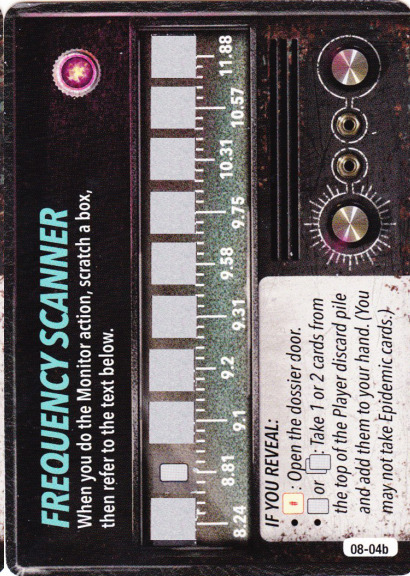 FREQUENCY SCANNER
When you do the Monitor action, scratch a box,
then refer to the text below.
8.24 8.81 9.1 9.2 9.31 9.58 9.75 10.31 10.57 11.88
IF YOU REVEAL:
• # : Open the dossier door.
• or : Take 1 or 2 cards from
the top of the Player discard pile
and add them to your hand. (You
may not take Epidemic cards.)
08-04b